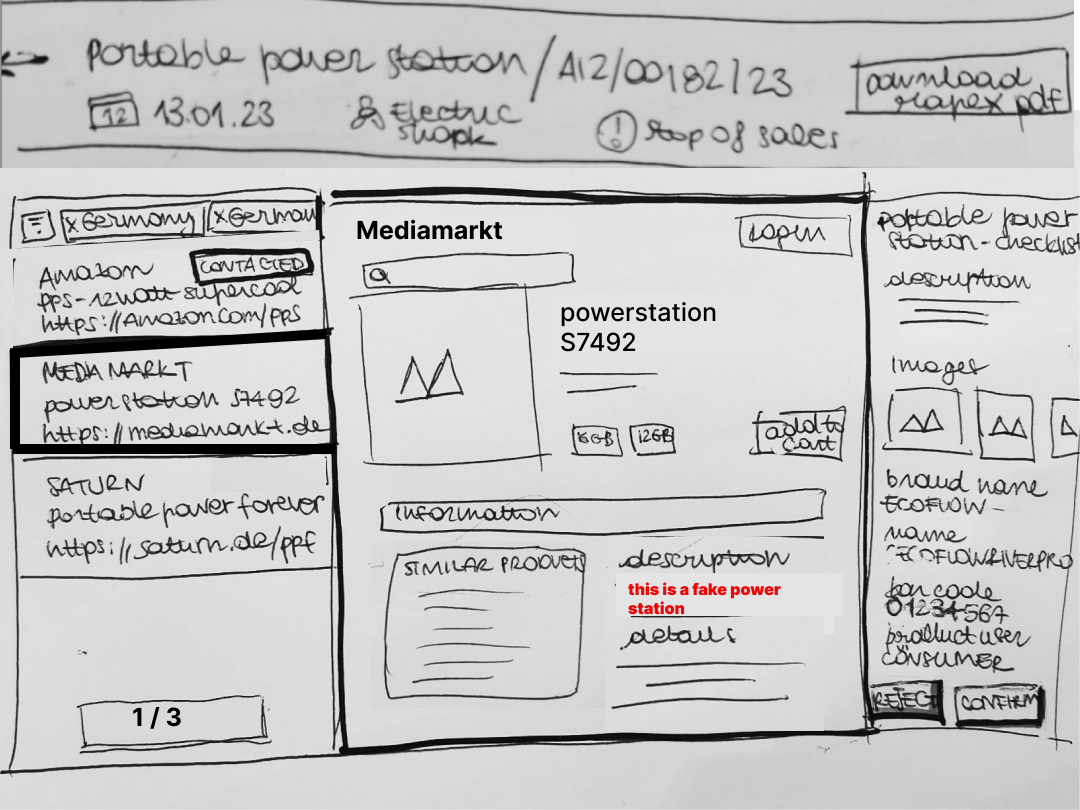 Portable power station / A12/00182/23
Download
rapex pdf
12 13.01.23
Electric
shock
! stop of sales
x Germany
x German
Amazon
CONTACTED
pps-12watt-supercool
https://Amazon.com/pps
MEDIA MARKT
powerstation S7492
https://mediamarkt.de
SATURN
portable power forever
https://saturn.de/ppf
1 / 3
Mediamarkt
Login
powerstation
S7492
12GB
add to
cart
information
SIMILAR PRODUCTS
description
this is a fake power
station
details
portable power
station-checklist
description
Images
brand name
ECOFLOW
name
ECOFLOWRIVERPRO
bar code
01234567
product user
CONSUMER
REJECT
CONFIRM